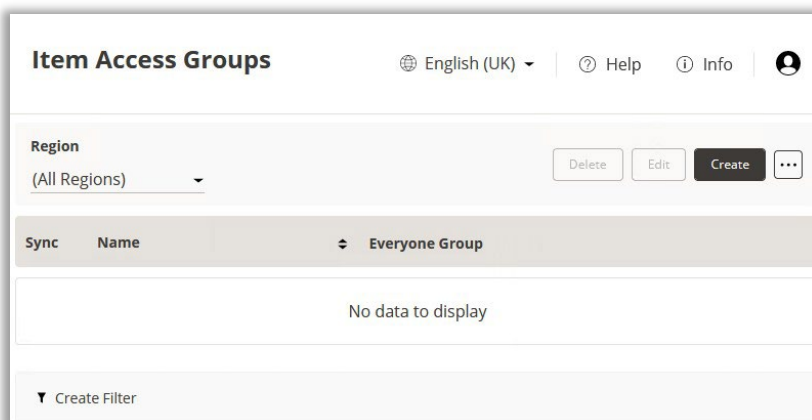 Item Access Groups
English (UK)
Help
Info
Region
(All Regions)
Delete
Edit
Create
Sync Name Everyone Group
No data to display
Create Filter